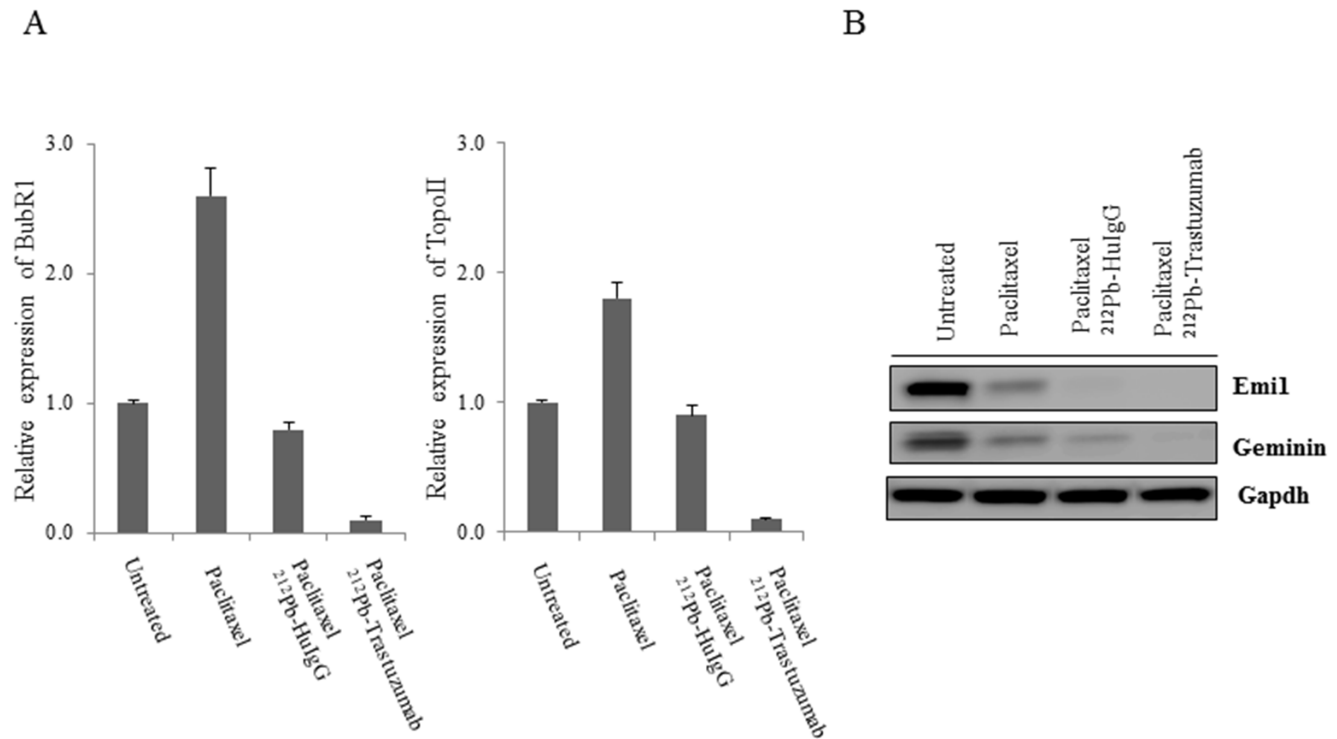 A
B
Relative expression of BubR1
3.0
2.0
1.0
0.0
Untreated
Paclitaxel
Paclitaxel
²¹²Pb-HuIgG
Paclitaxel
²¹²Pb-Trastuzumab
Relative expression of TopoII
3.0
2.0
1.0
0.0
Untreated
Paclitaxel
Paclitaxel
²¹²Pb-HuIgG
Paclitaxel
²¹²Pb-Trastuzumab
Untreated
Paclitaxel
Paclitaxel
²¹²Pb-HuIgG
Paclitaxel
²¹²Pb-Trastuzumab
Emi1
Geminin
Gapdh